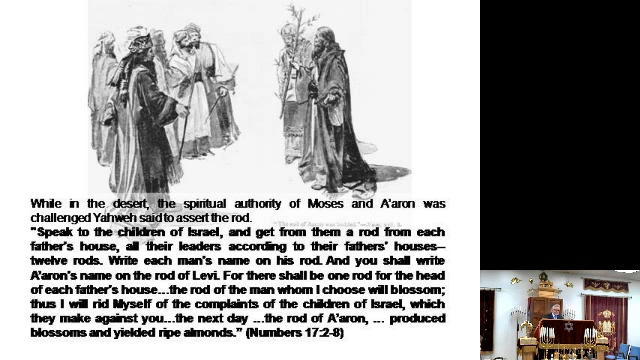 "The rod of Aaron was budded."
While in the desert, the spiritual authority of Moses and A'aron was
challenged Yahweh said to assert the rod.
"Speak to the children of Israel, and get from them a rod from each
father's house, all their leaders according to their fathers' houses–
twelve rods. Write each man's name on his rod. And you shall write
A'aron's name on the rod of Levi. For there shall be one rod for the head
of each father's house…the rod of the man whom I choose will blossom;
thus I will rid Myself of the complaints of the children of Israel, which
they make against you…the next day …the rod of A'aron, … produced
blossoms and yielded ripe almonds." (Numbers 17:2-8)